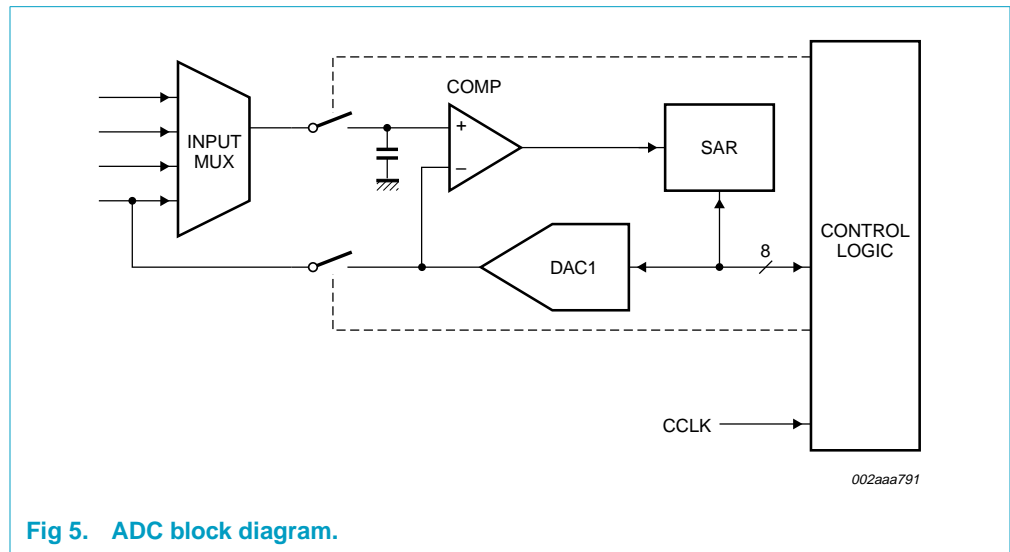 COMP
+
INPUT
MUX
SAR
–
CONTROL
LOGIC
8
DAC1
CCLK
002aaa791
Fig 5. ADC block diagram.